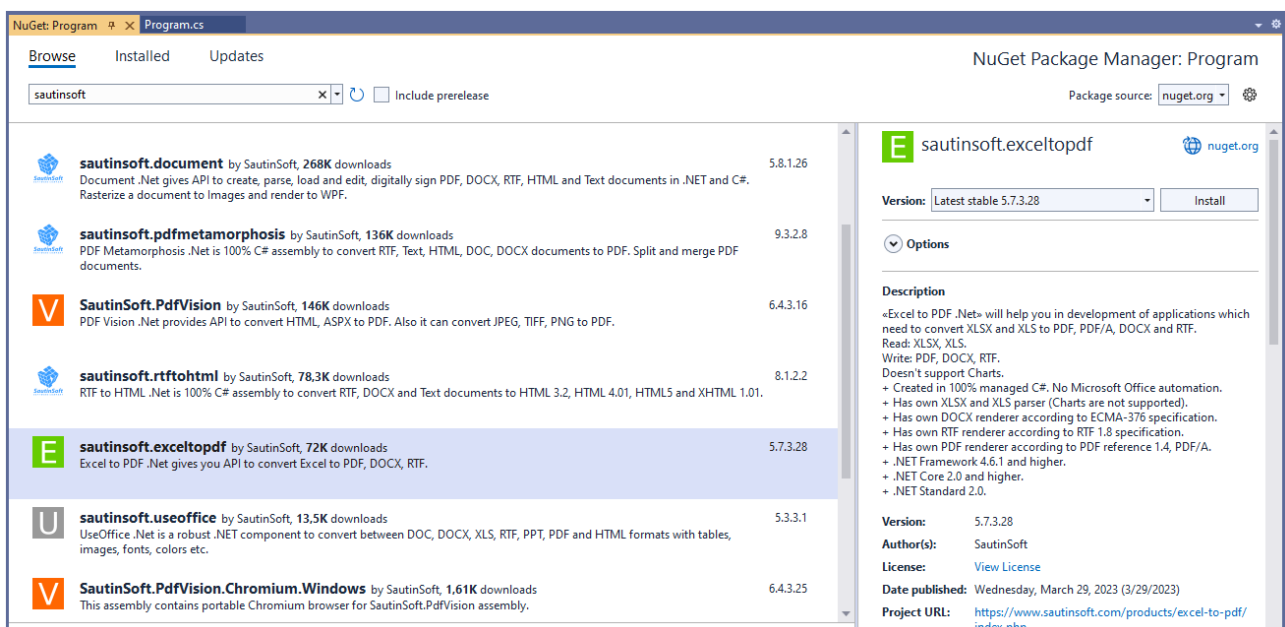 NuGet: Program
Program.cs
Browse
Installed
Updates
NuGet Package Manager: Program
sautinsoft
Include prerelease
Package source:
nuget.org
sautinsoft.document by SautinSoft, 268K downloads
5.8.1.26
Document .Net gives API to create, parse, load and edit, digitally sign PDF, DOCX, RTF, HTML and Text documents in .NET and C#.
Rasterize a document to Images and render to WPF.
SautinSoft
sautinsoft.pdfmetamorphosis by SautinSoft, 136K downloads
9.3.2.8
PDF Metamorphosis .Net is 100% C# assembly to convert RTF, Text, HTML, DOC, DOCX documents to PDF. Split and merge PDF
documents.
SautinSoft
V
SautinSoft.PdfVision by SautinSoft, 146K downloads
6.4.3.16
PDF Vision .Net provides API to convert HTML, ASPX to PDF. Also it can convert JPEG, TIFF, PNG to PDF.
sautinsoft.rtftohtml by SautinSoft, 78,3K downloads
8.1.2.2
RTF to HTML .Net is 100% C# assembly to convert RTF, DOCX and Text documents to HTML 3.2, HTML 4.01, HTML5 and XHTML 1.01.
SautinSoft
E
sautinsoft.exceltopdf by SautinSoft, 72K downloads
5.7.3.28
Excel to PDF .Net gives you API to convert Excel to PDF, DOCX, RTF.
U
sautinsoft.useoffice by SautinSoft, 13,5K downloads
5.3.3.1
UseOffice .Net is a robust .NET component to convert between DOC, DOCX, XLS, RTF, PPT, PDF and HTML formats with tables,
images, fonts, colors etc.
V
SautinSoft.PdfVision.Chromium.Windows by SautinSoft, 1,61K downloads
6.4.3.25
This assembly contains portable Chromium browser for SautinSoft.PdfVision assembly.
E
sautinsoft.exceltopdf
nuget.org
Version:
Latest stable 5.7.3.28
Install
Options
Description
«Excel to PDF .Net» will help you in development of applications which
need to convert XLSX and XLS to PDF, PDF/A, DOCX and RTF.
Read: XLSX, XLS.
Write: PDF, DOCX, RTF.
Doesn't support Charts.
+ Created in 100% managed C#. No Microsoft Office automation.
+ Has own XLSX and XLS parser (Charts are not supported).
+ Has own DOCX renderer according to ECMA-376 specification.
+ Has own RTF renderer according to RTF 1.8 specification.
+ Has own PDF renderer according to PDF reference 1.4, PDF/A.
+ .NET Framework 4.6.1 and higher.
+ .NET Core 2.0 and higher.
+ .NET Standard 2.0.
Version: 5.7.3.28
Author(s): SautinSoft
License: View License
Date published: Wednesday, March 29, 2023 (3/29/2023)
Project URL: https://www.sautinsoft.com/products/excel-to-pdf/
index.php